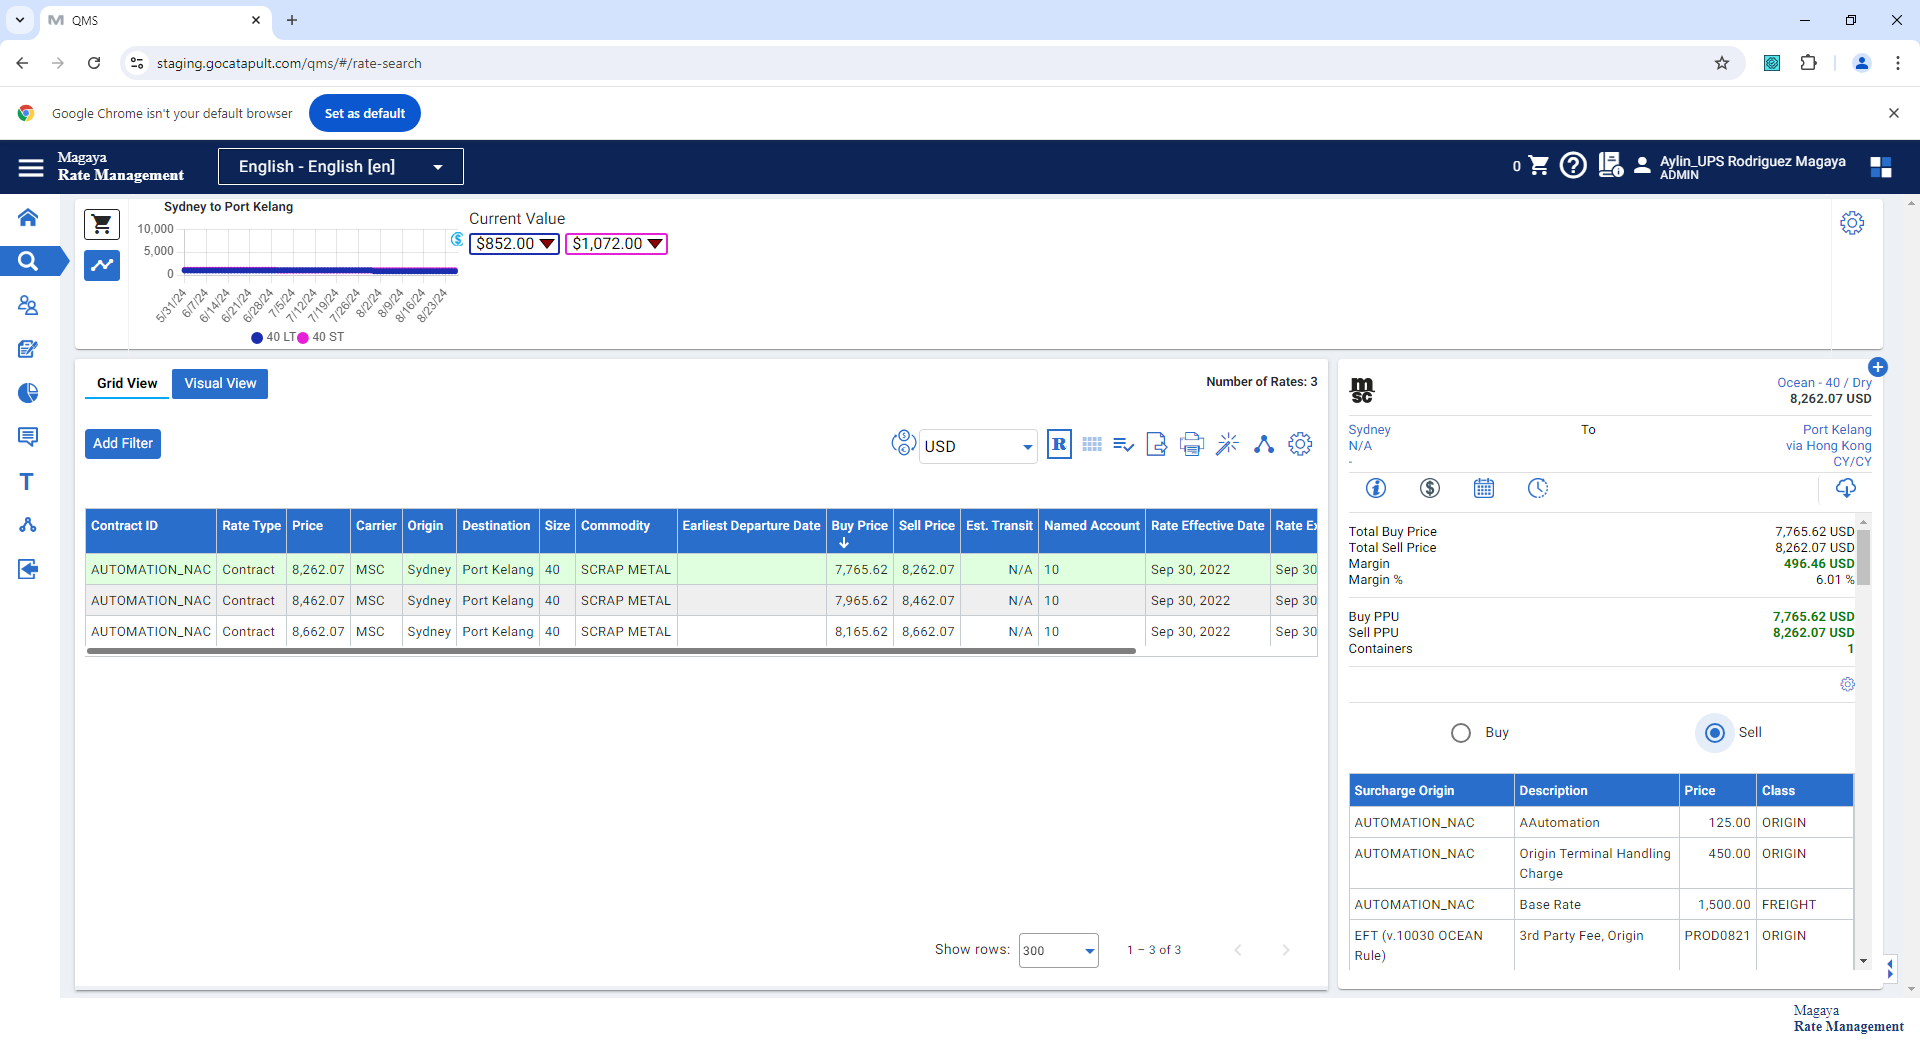 QMS
staging.gocatapult.com/qms/#/rate-search
Google Chrome isn't your default browser
Set as default
Magaya
Rate Management
English - English [en]
0
Aylin_UPS Rodriguez Magaya
ADMIN
Sydney to Port Kelang
10,000
5,000
0
5/31/24
6/7/24
6/14/24
6/21/24
6/28/24
7/5/24
7/12/24
7/19/24
7/26/24
8/2/24
8/9/24
8/16/24
8/23/24
40 LT 40 ST
Current Value
$852.00 $1,072.00
Grid View Visual View
Number of Rates: 3
Add Filter
USD
R
Contract ID Rate Type Price Carrier Origin Destination Size Commodity Earliest Departure Date Buy Price Sell Price Est. Transit Named Account Rate Effective Date Rate Ex
AUTOMATION_NAC Contract 8,262.07 MSC Sydney Port Kelang 40 SCRAP METAL 7,765.62 8,262.07 N/A 10 Sep 30, 2022 Sep 30
AUTOMATION_NAC Contract 8,462.07 MSC Sydney Port Kelang 40 SCRAP METAL 7,965.62 8,462.07 N/A 10 Sep 30, 2022 Sep 30
AUTOMATION_NAC Contract 8,662.07 MSC Sydney Port Kelang 40 SCRAP METAL 8,165.62 8,662.07 N/A 10 Sep 30, 2022 Sep 30
Show rows: 300 1 – 3 of 3
m
sc
Ocean - 40 / Dry
8,262.07 USD
Sydney To Port Kelang
N/A via Hong Kong
- CY/CY
Total Buy Price 7,765.62 USD
Total Sell Price 8,262.07 USD
Margin 496.46 USD
Margin % 6.01 %
Buy PPU 7,765.62 USD
Sell PPU 8,262.07 USD
Containers 1
Buy Sell
Surcharge Origin Description Price Class
AUTOMATION_NAC AAutomation 125.00 ORIGIN
AUTOMATION_NAC Origin Terminal Handling 450.00 ORIGIN
Charge
AUTOMATION_NAC Base Rate 1,500.00 FREIGHT
EFT (v.10030 OCEAN 3rd Party Fee, Origin PROD0821 ORIGIN
Rule)
Magaya
Rate Management